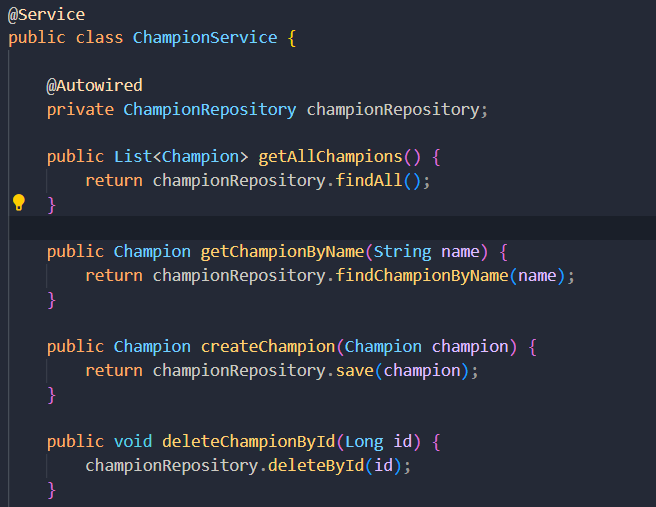 @Service
public class ChampionService {
@Autowired
private ChampionRepository championRepository;
public List<Champion> getAllChampions() {
return championRepository.findAll();
}
public Champion getChampionByName(String name) {
return championRepository.findChampionByName(name);
}
public Champion createChampion(Champion champion) {
return championRepository.save(champion);
}
public void deleteChampionById(Long id) {
championRepository.deleteById(id);
}